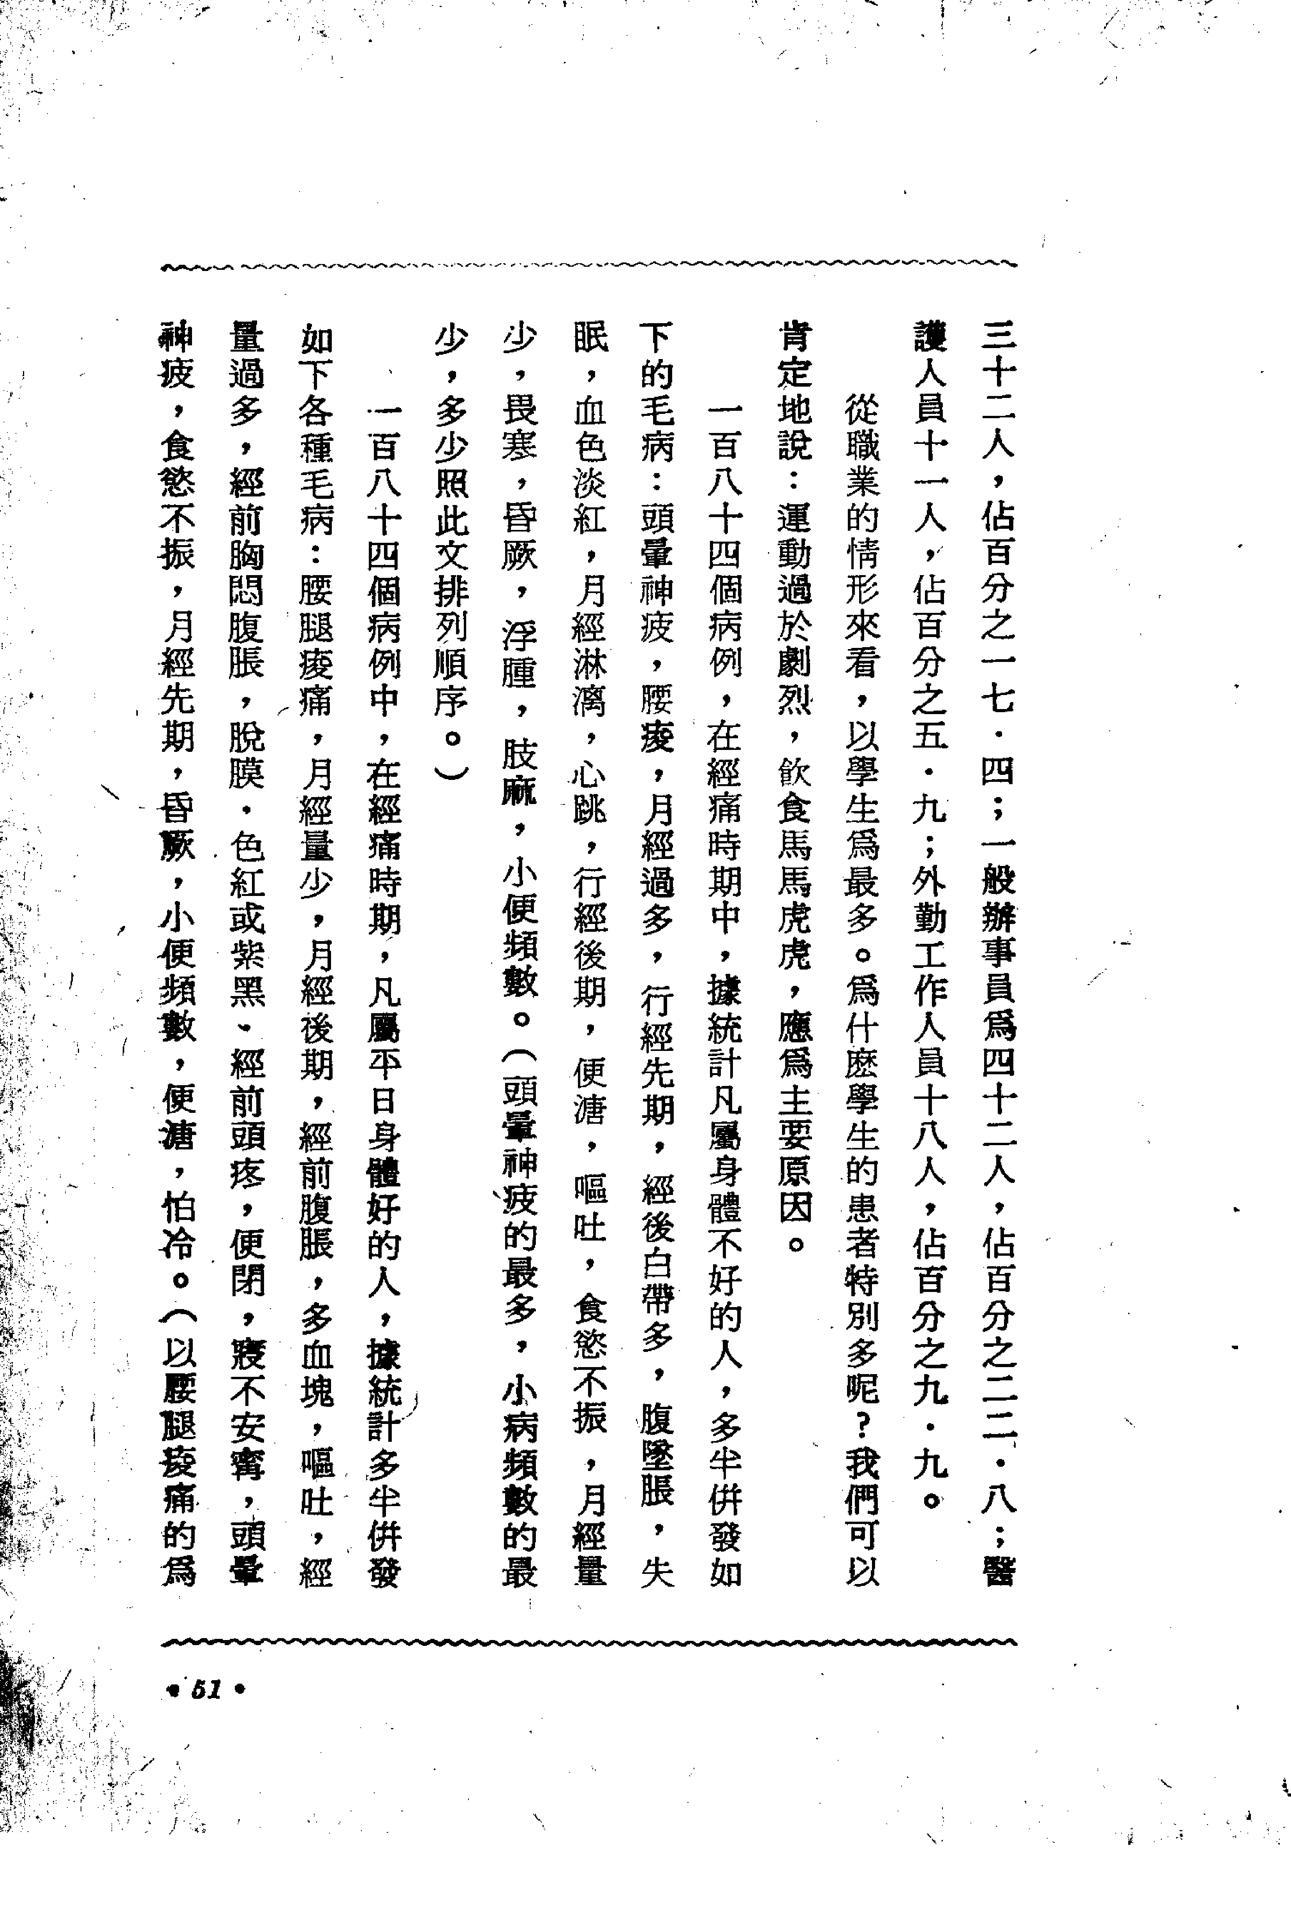 三十二人，佔百分之一七．四；一般辦事員爲四十二人，佔百分之二二．八；醫
護人員十一人，佔百分之五．九；外勤工作人員十八人，佔百分之九．九。
從職業的情形來看，以學生爲最多。爲什麽學生的患者特別多呢？我們可以
肯定地說：運動過於劇烈，飲食馬馬虎虎，應爲主要原因。
一百八十四個病例，在經痛時期中，據統計凡屬身體不好的人，多半併發如
下的毛病：頭暈神疲，腰痠，月經過多，行經先期，經後白帶多，腹墜脹，失
眠，血色淡紅，月經淋漓，心跳，行經後期，便溏，嘔吐，食慾不振，月經量
少，畏寒，昏厥，浮腫，肢麻，小便頻數。（頭暈神疲的最多，小病頻數的最
少，多少照此文排列順序。）
一百八十四個病例中，在經痛時期，凡屬平日身體好的人，據統計多半併發
如下各種毛病：腰腿痠痛，月經量少，月經後期，經前腹脹，多血塊，嘔吐，經
量過多，經前胸悶腹脹，脫膜．色紅或紫黑、經前頭疼，便閉，寢不安甯，頭暈
神疲，食慾不振，月經先期，昏厥，小便頻數，便溏，怕冷。（以腰腿痠痛的爲
• 51 •